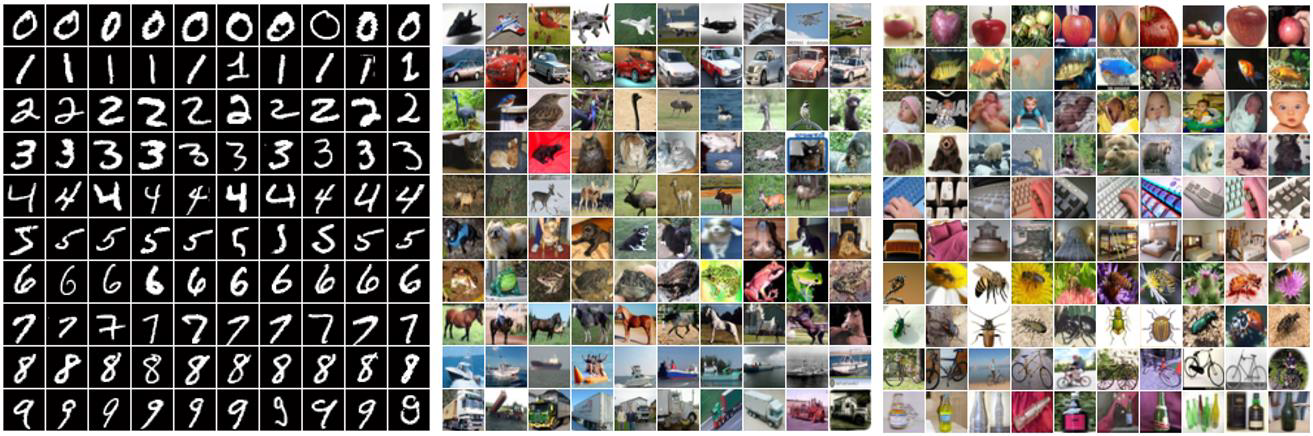 0 0 0 0 0 0 0 0 0 0
1 1 1 1 1 1 1 1 1 1
2 2 2 2 2 2 2 2 2 2
3 3 3 3 3 3 3 3 3 3
4 4 4 4 4 4 4 4 4 4
5 5 5 5 5 5 5 5 5 5
6 6 6 6 6 6 6 6 6 6
7 7 7 7 7 7 7 7 7 7
8 8 8 8 8 8 8 8 8 8
9 9 9 9 9 9 9 9 9 9